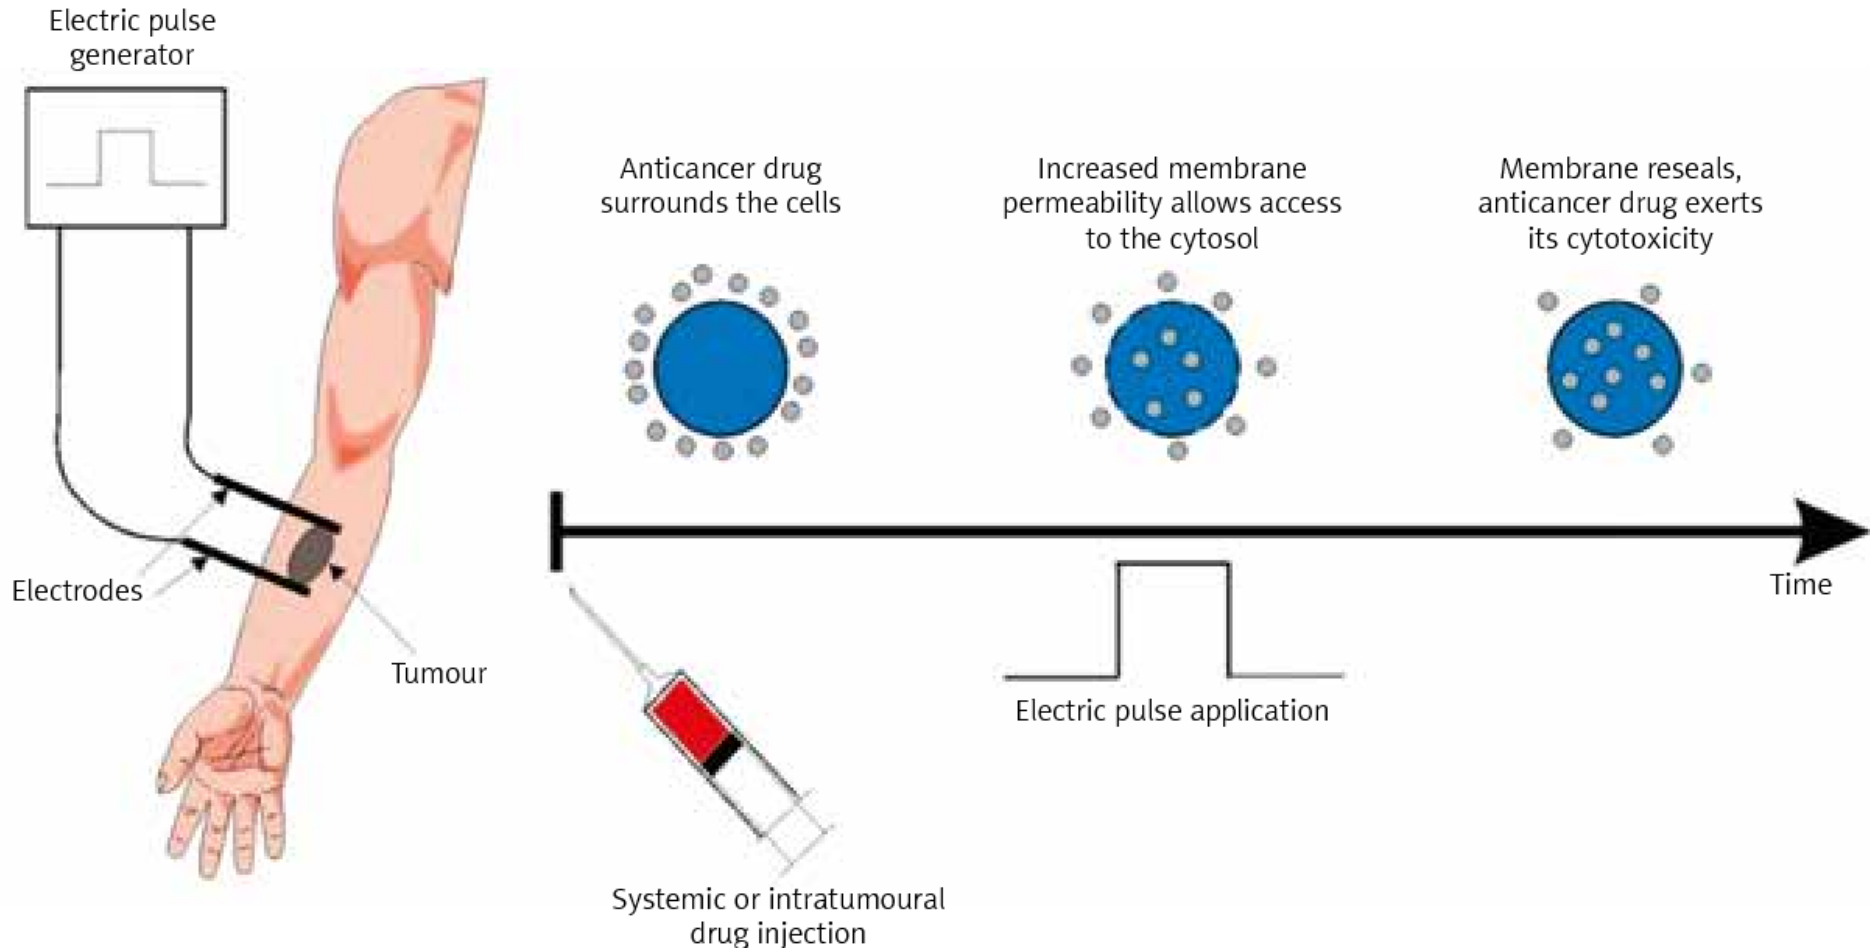 Electric pulse
generator
Anticancer drug
surrounds the cells
Increased membrane
permeability allows access
to the cytosol
Membrane reseals,
anticancer drug exerts
its cytotoxicity
Electrodes
Tumour
Time
Electric pulse application
Systemic or intratumoural
drug injection